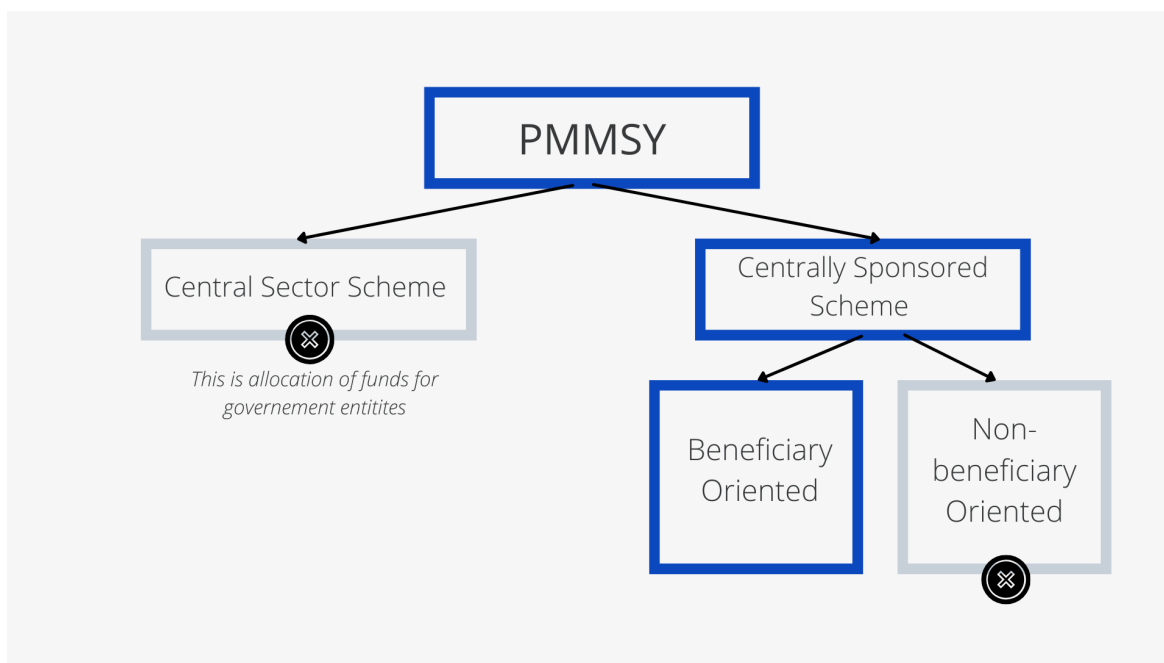 PMMSY
Central Sector Scheme
This is allocation of funds for
governement entitites
Centrally Sponsored
Scheme
Beneficiary
Oriented
Non-
beneficiary
Oriented